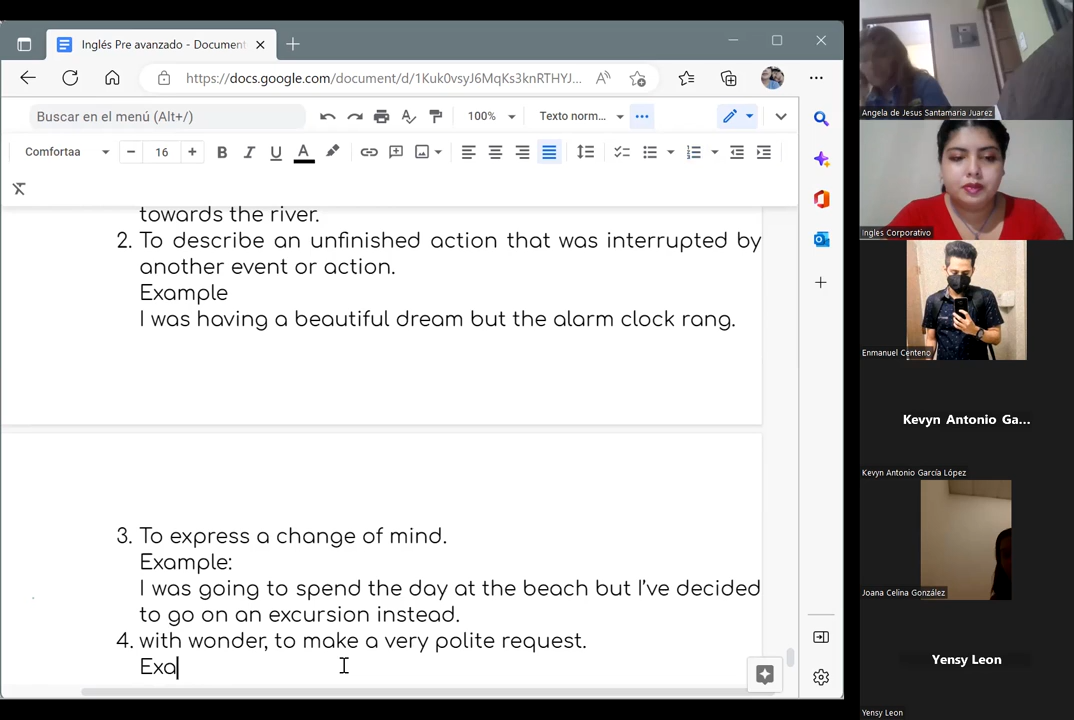 Inglés Pre avanzado - Document
https://docs.google.com/document/d/1Kuk0vsyJ6MqKs3knRTHYJ...
Buscar en el menú (Alt+/)
100%
Texto norm...
Comfortaa
16
towards the river.
2. To describe an unfinished action that was interrupted by
another event or action.
Example
I was having a beautiful dream but the alarm clock rang.
3. To express a change of mind.
Example:
I was going to spend the day at the beach but I've decided
to go on an excursion instead.
4. with wonder, to make a very polite request.
Exa
Angela de Jesus Santamaria Juarez
Ingles Corporativo
Enmanuel Centeno
Kevyn Antonio Ga...
Kevyn Antonio García López
Joana Celina González
Yensy Leon
Yensy Leon